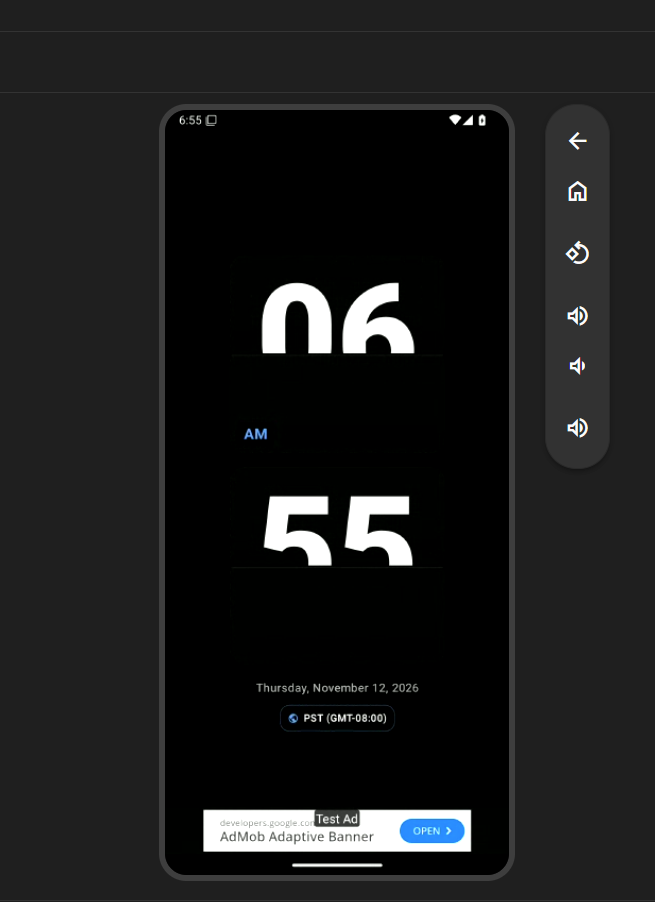 6:55
06
AM
55
Thursday, November 12, 2026
PST (GMT-08:00)
Test Ad
developers.google.com
AdMob Adaptive Banner
OPEN